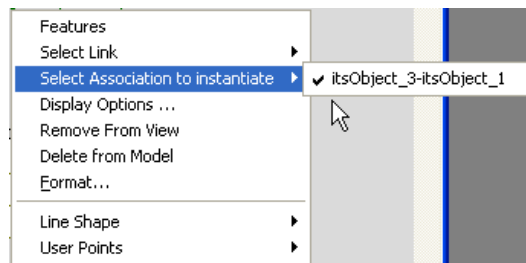 Features
Select Link
Select Association to instantiate
itsObject_3-itsObject_1
Display Options ...
Remove From View
Delete from Model
Format...
Line Shape
User Points